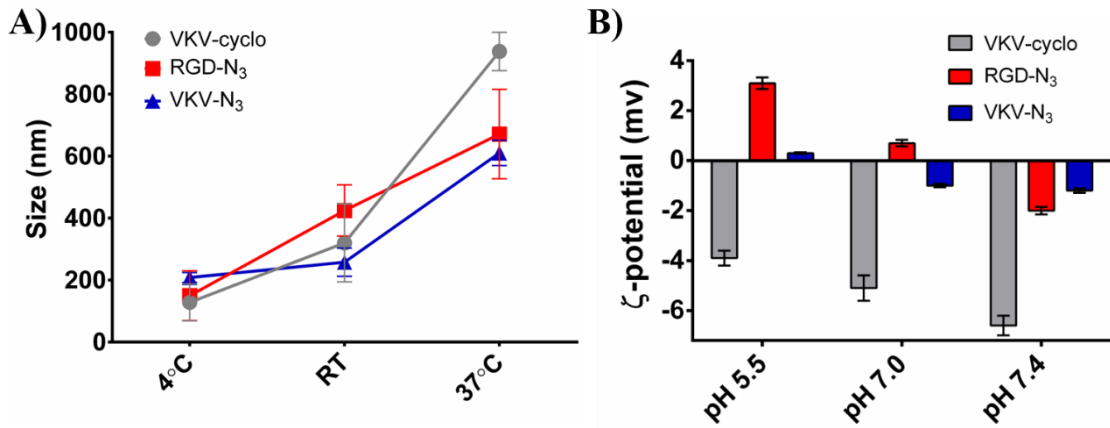 A)
VKV-cyclo
RGD-N₃
VKV-N₃
Size (nm)
1000
800
600
400
200
0
4°C
RT
37°C
B)
VKV-cyclo
RGD-N₃
VKV-N₃
ζ-potential (mv)
4
2
0
-2
-4
-6
pH 5.5
pH 7.0
pH 7.4